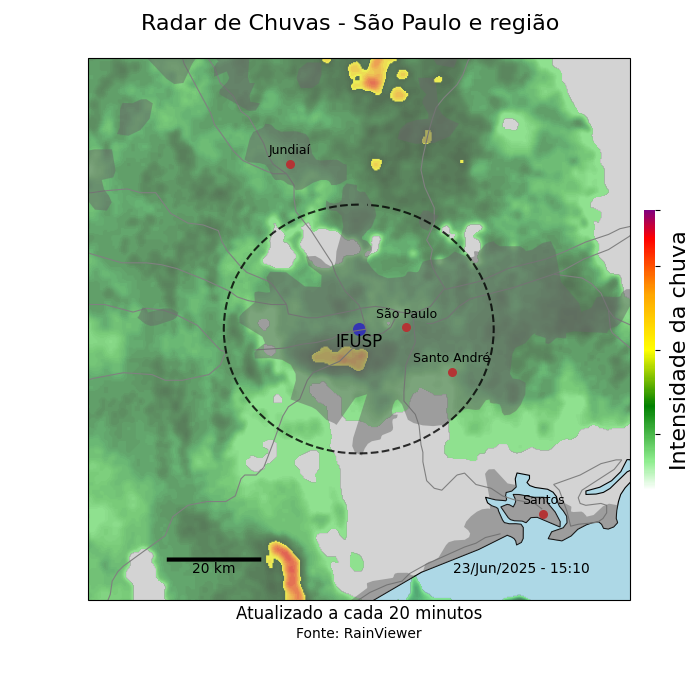 Radar de Chuvas - São Paulo e região
Jundiaí
São Paulo
IFUSP
Santo André
Santos
20 km
23/Jun/2025 - 15:10
Intensidade da chuva
Atualizado a cada 20 minutos
Fonte: RainViewer